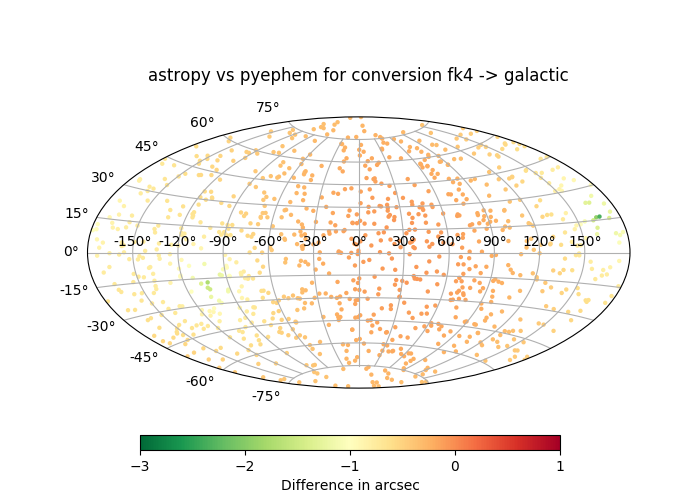 astropy vs pyephem for conversion fk4 -> galactic
75°
60°
45°
30°
15°
-150° -120° -90° -60° -30° 0° 30° 60° 90° 120° 150°
0°
-15°
-30°
-45°
-60°
-75°
−3 −2 −1 0 1
Difference in arcsec